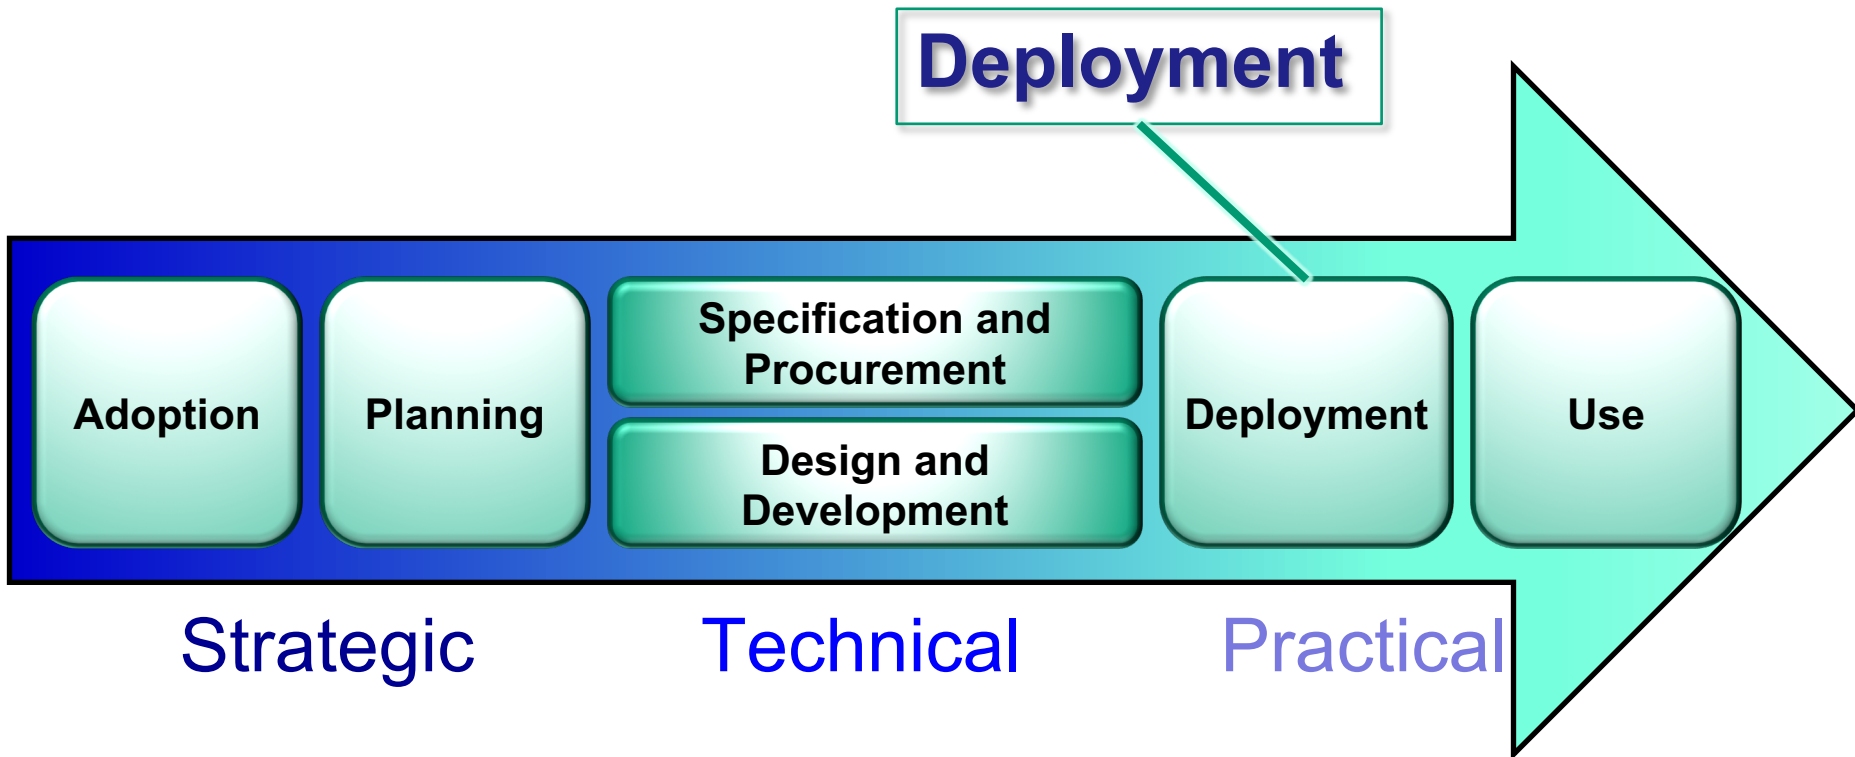 Deployment
Adoption
Planning
Specification and
Procurement
Design and
Development
Deployment
Use
Strategic
Technical
Practical